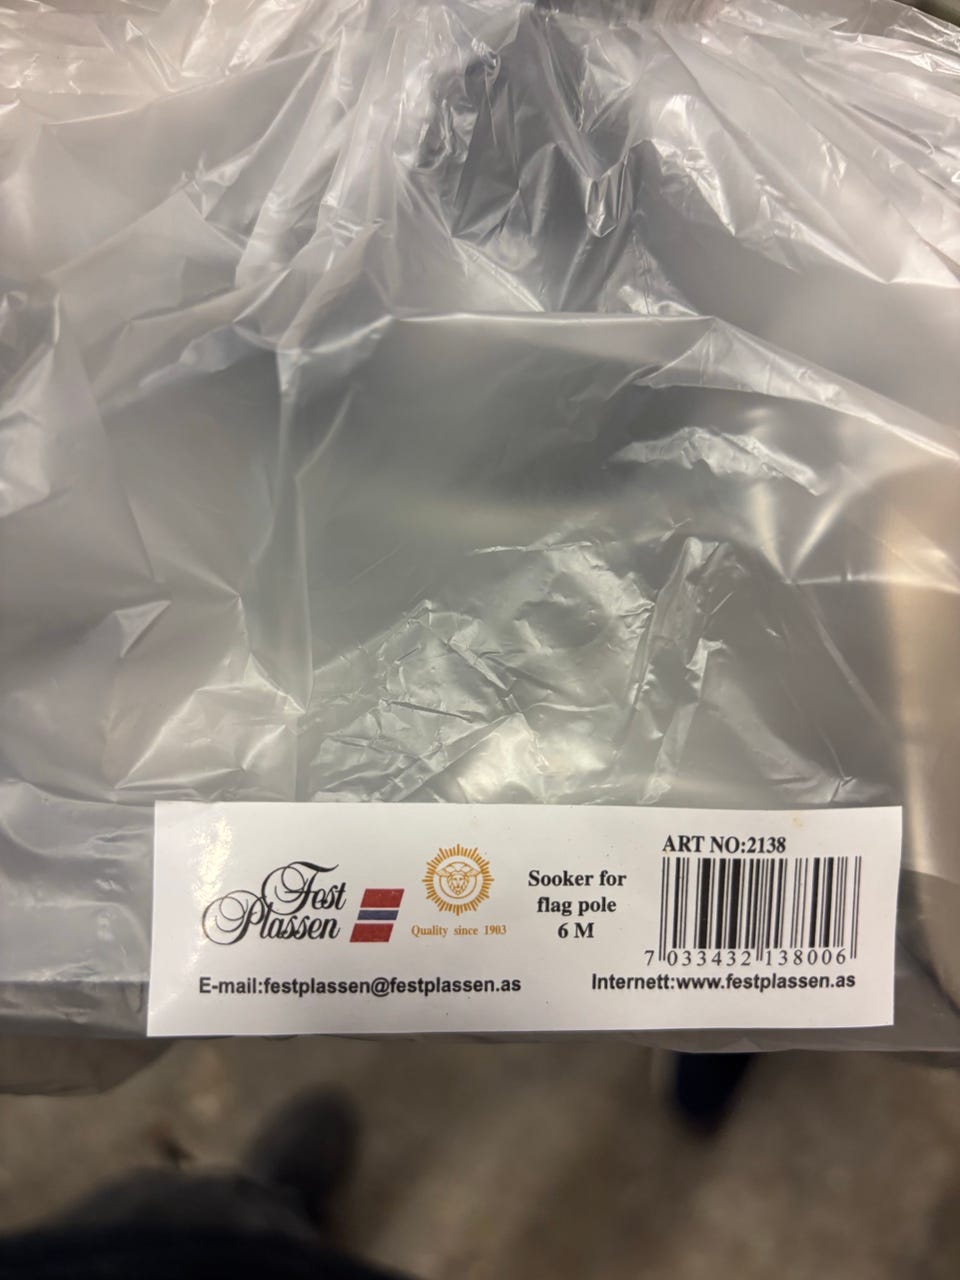 ART NO:2138
Fest
Plassen
Quality since 1903
Sooker for
flag pole
6 M
7 033432 138006
E-mail:festplassen@festplassen.as
Internett:www.festplassen.as